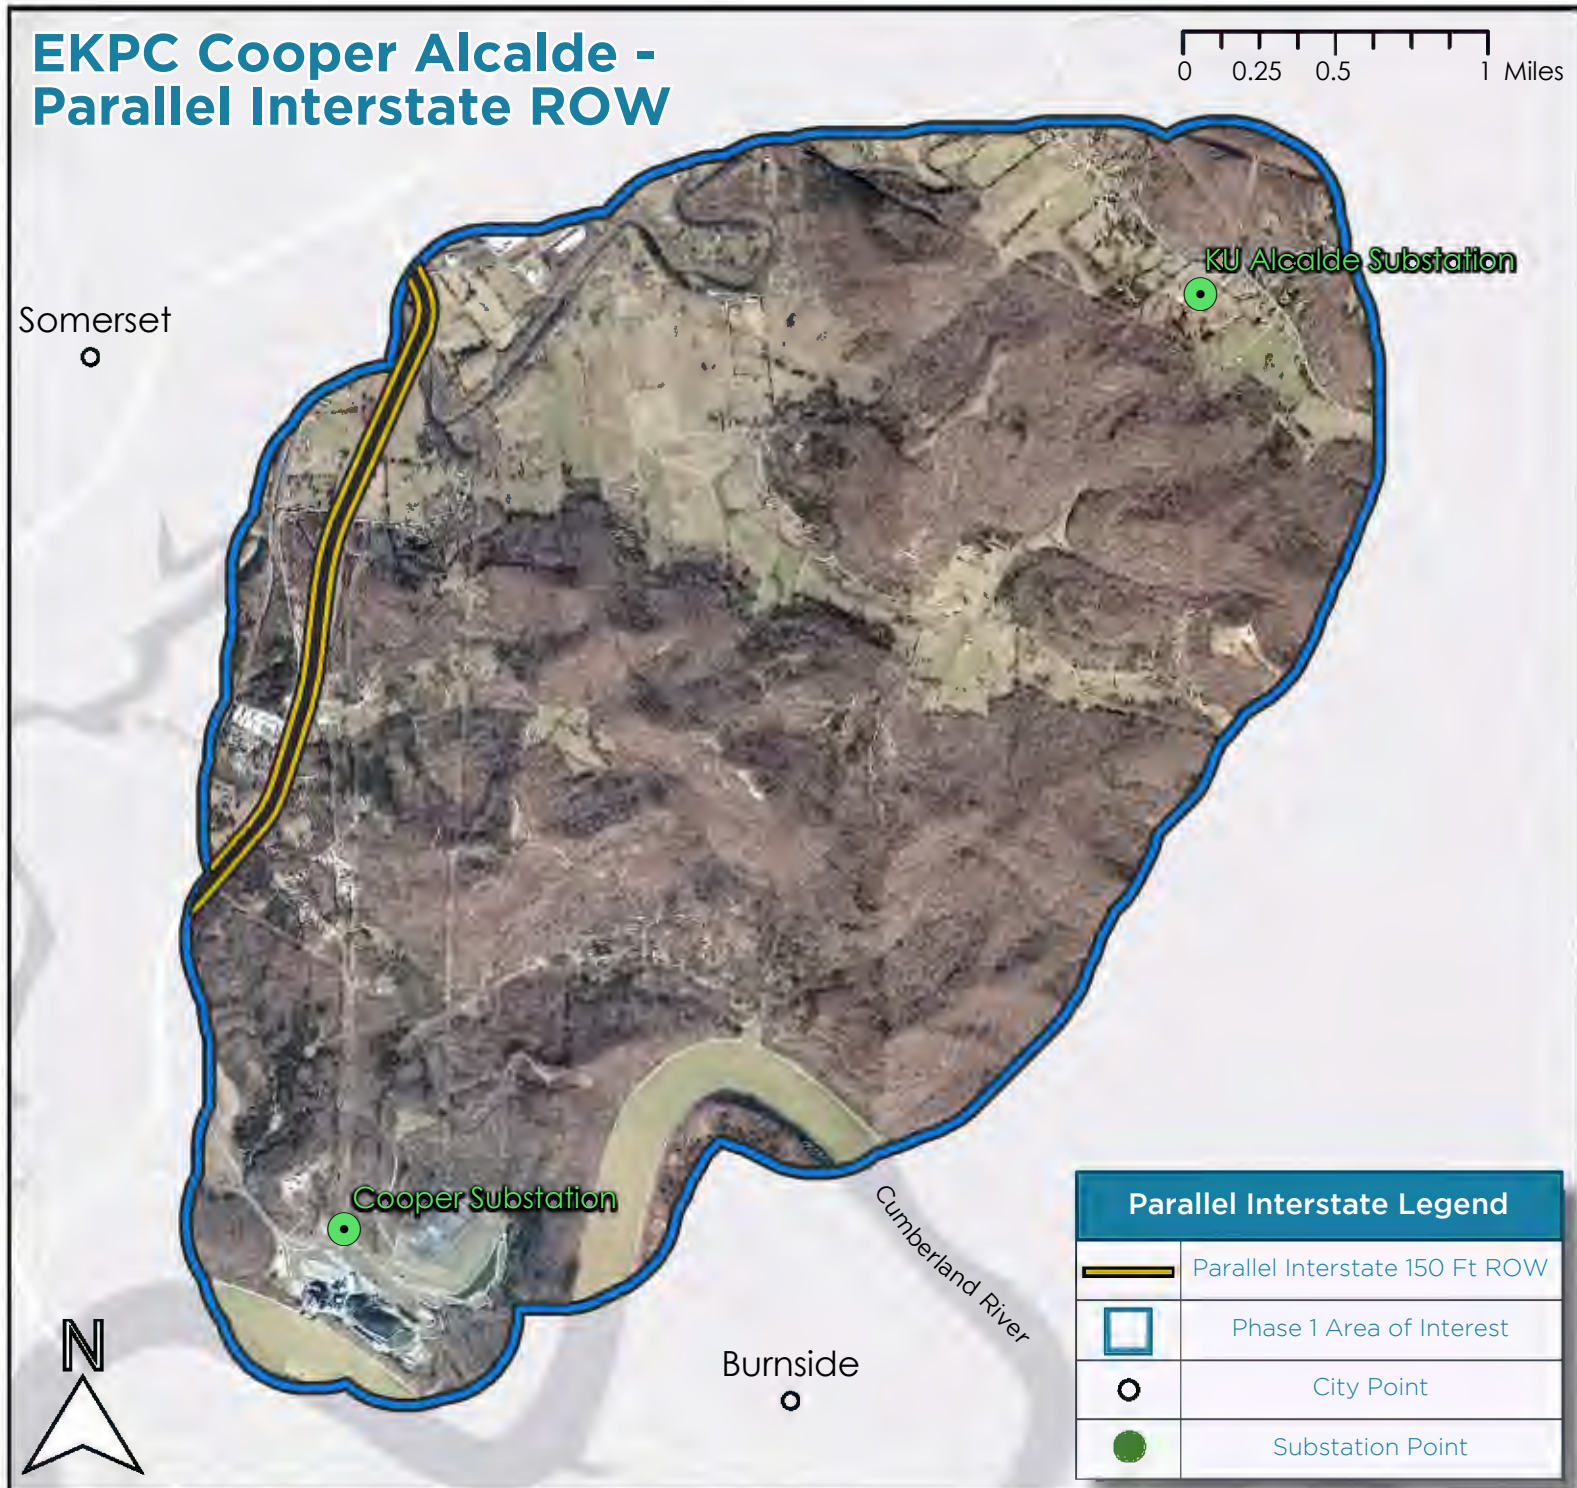 EKPC Cooper Alcalde -
Parallel Interstate ROW
0 0.25 0.5 1 Miles
KU Alcalde Substation
Somerset
Cooper Substation
Cumberland River
Burnside
N
Parallel Interstate Legend
Parallel Interstate 150 Ft ROW
Phase 1 Area of Interest
City Point
Substation Point